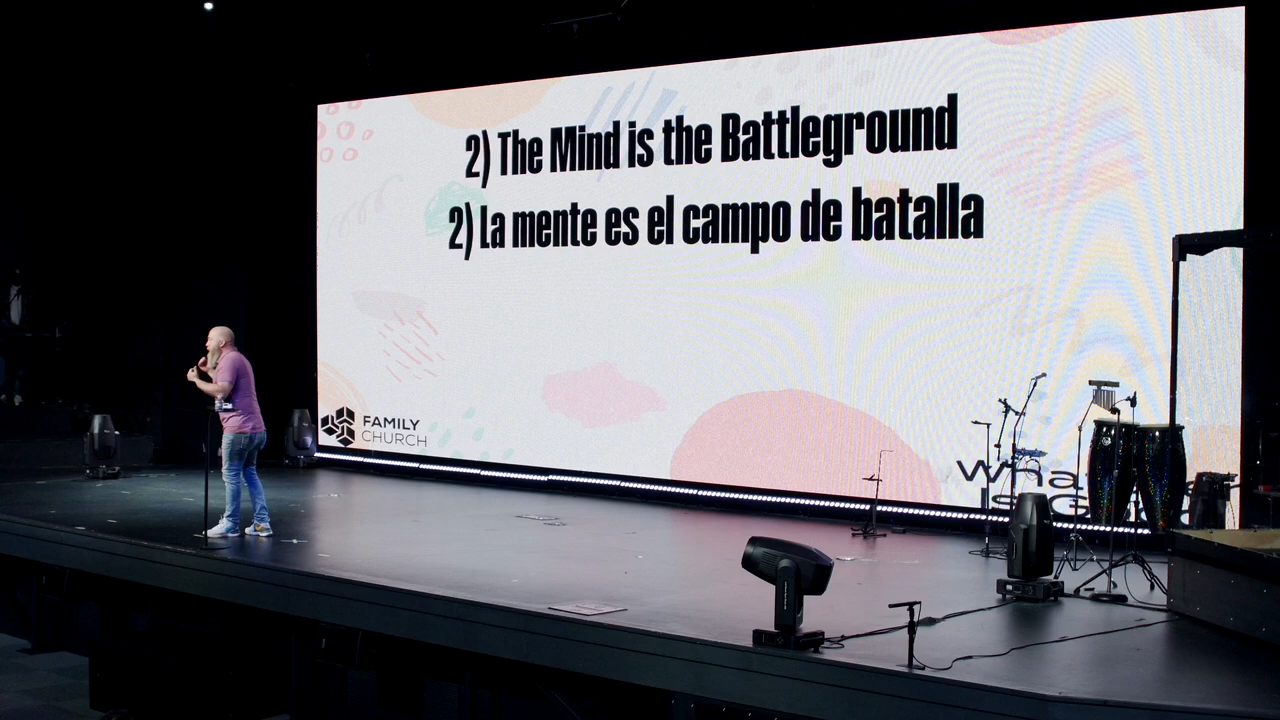 2) The Mind is the Battleground
2) La mente es el campo de batalla
FAMILY
CHURCH